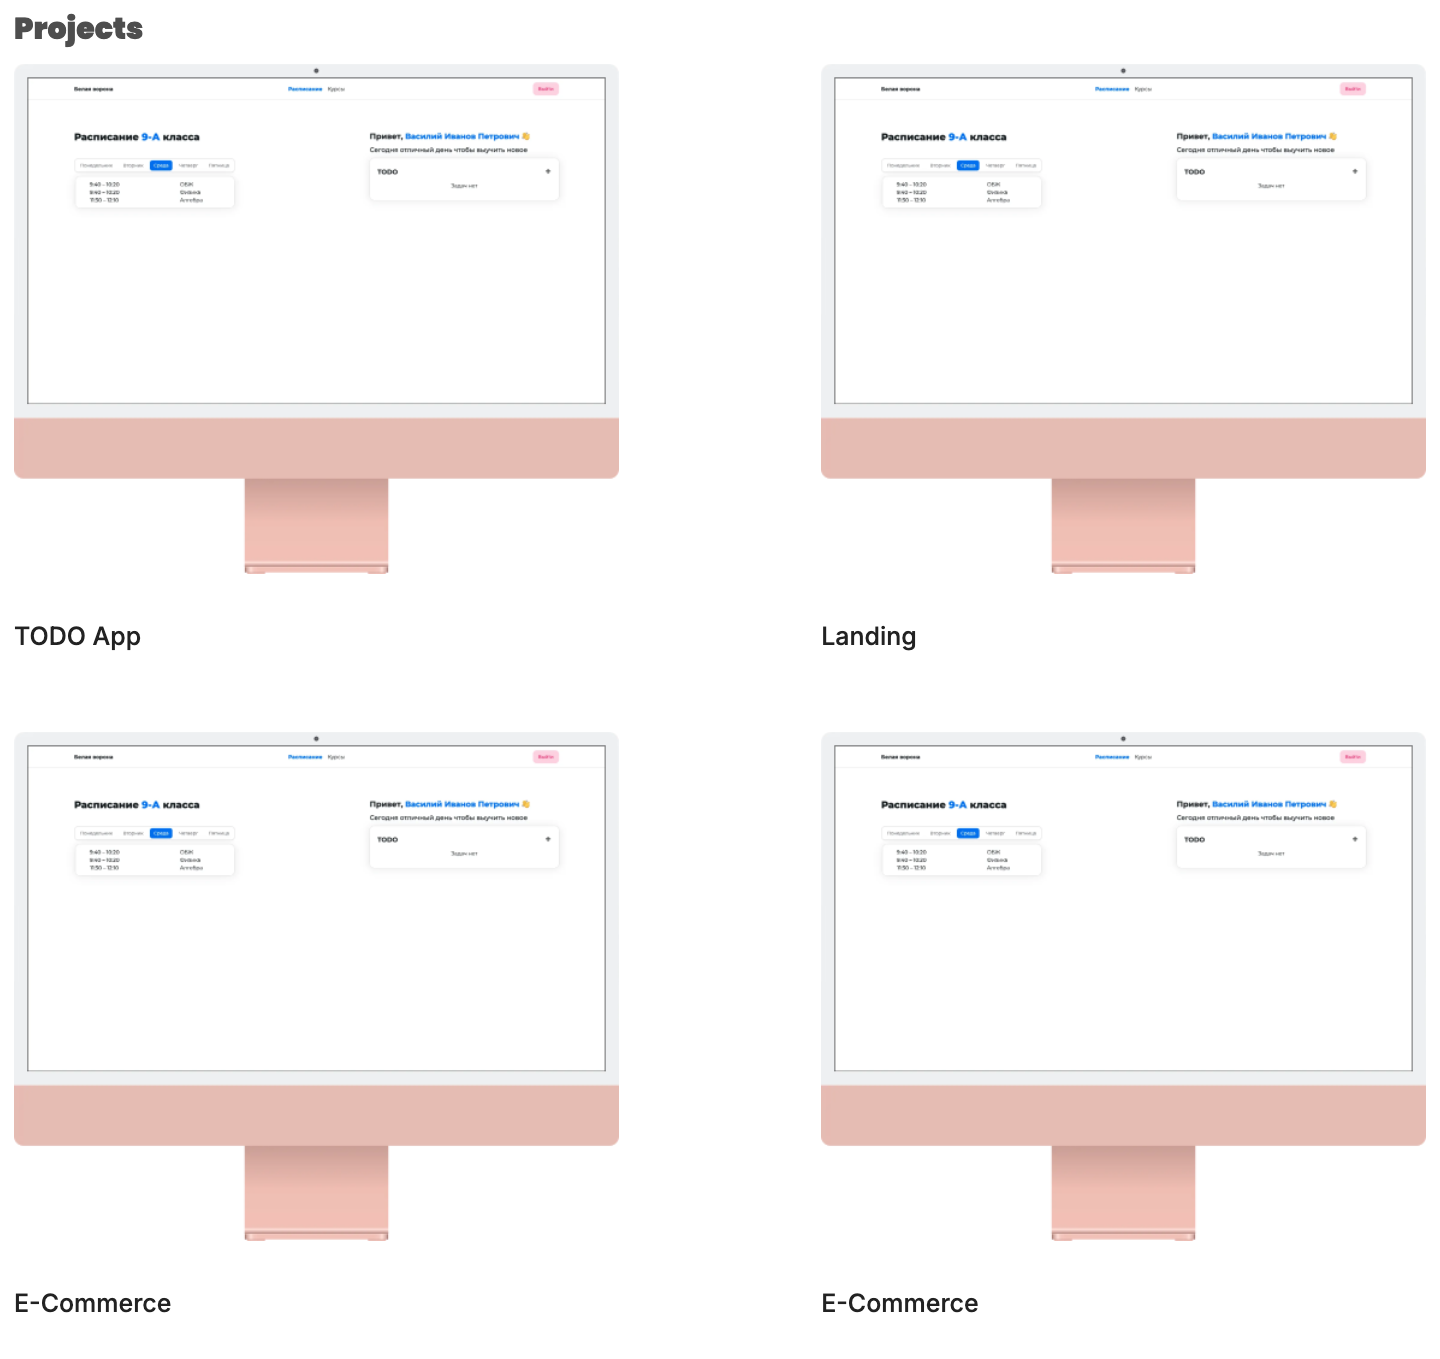 Projects
Белая ворона Расписание Курсы Выйти
Расписание 9-А класса
Понедельник Вторник Среда Четверг Пятница
9:40 - 10:20 ОБЖ
9:40 - 10:20 Физика
11:30 - 12:10 Алгебра
Привет, Василий Иванов Петрович 👋
Сегодня отличный день чтобы выучить новое
TODO +
Задач нет
Белая ворона Расписание Курсы Выйти
Расписание 9-А класса
Понедельник Вторник Среда Четверг Пятница
9:40 - 10:20 ОБЖ
9:40 - 10:20 Физика
11:30 - 12:10 Алгебра
Привет, Василий Иванов Петрович 👋
Сегодня отличный день чтобы выучить новое
TODO +
Задач нет
TODO App
Landing
Белая ворона Расписание Курсы Выйти
Расписание 9-А класса
Понедельник Вторник Среда Четверг Пятница
9:40 - 10:20 ОБЖ
9:40 - 10:20 Физика
11:30 - 12:10 Алгебра
Привет, Василий Иванов Петрович 👋
Сегодня отличный день чтобы выучить новое
TODO +
Задач нет
Белая ворона Расписание Курсы Выйти
Расписание 9-А класса
Понедельник Вторник Среда Четверг Пятница
9:40 - 10:20 ОБЖ
9:40 - 10:20 Физика
11:30 - 12:10 Алгебра
Привет, Василий Иванов Петрович 👋
Сегодня отличный день чтобы выучить новое
TODO +
Задач нет
E-Commerce
E-Commerce